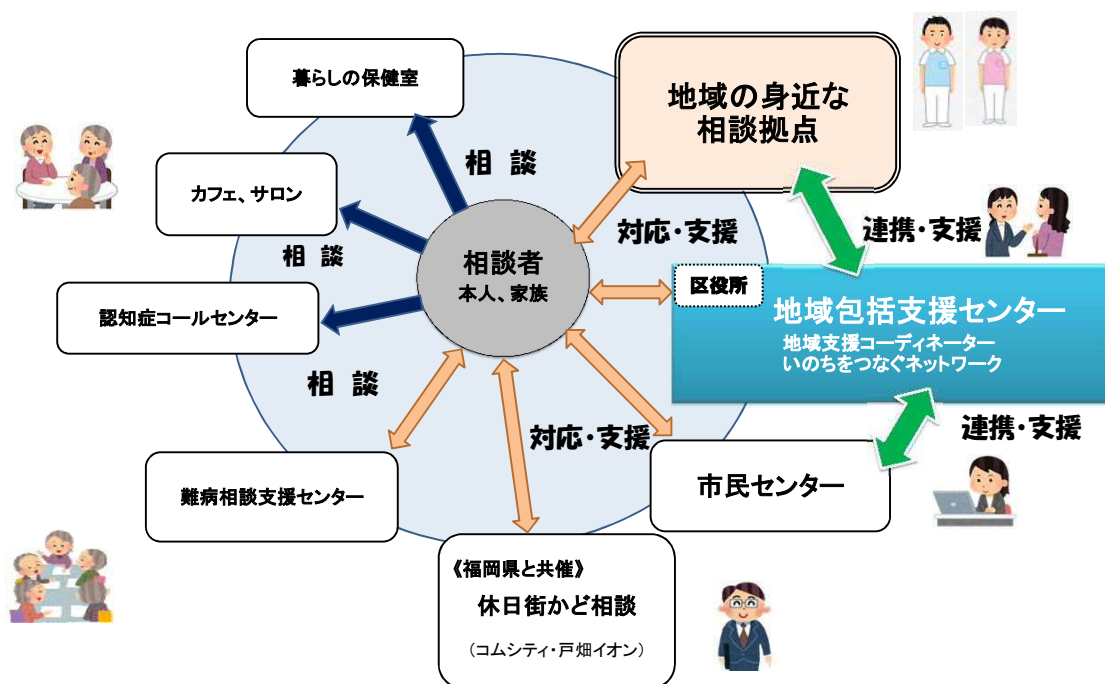 暮らしの保健室
地域の身近な
相談拠点
相 談
カフェ、サロン
対応・支援
連携・支援
相 談
相談者
本人、家族
区役所
地域包括支援センター
地域支援コーディネーター
いのちをつなぐネットワーク
認知症コールセンター
相 談
対応・支援
連携・支援
市民センター
難病相談支援センター
《福岡県と共催》
休日街かど相談
(コムシティ・戸畑イオン)